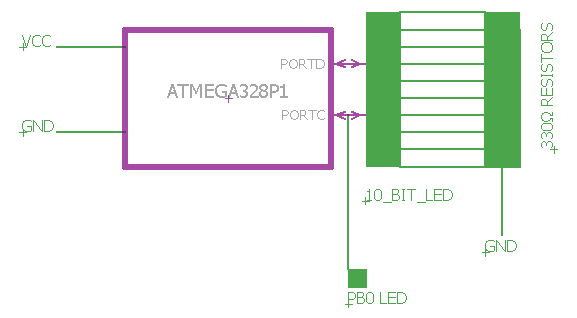 VCC
GND
ATMEGA328P1
PORTD
PORTC
10_BIT_LED
330Ω RESISTORS
GND
PB0 LED